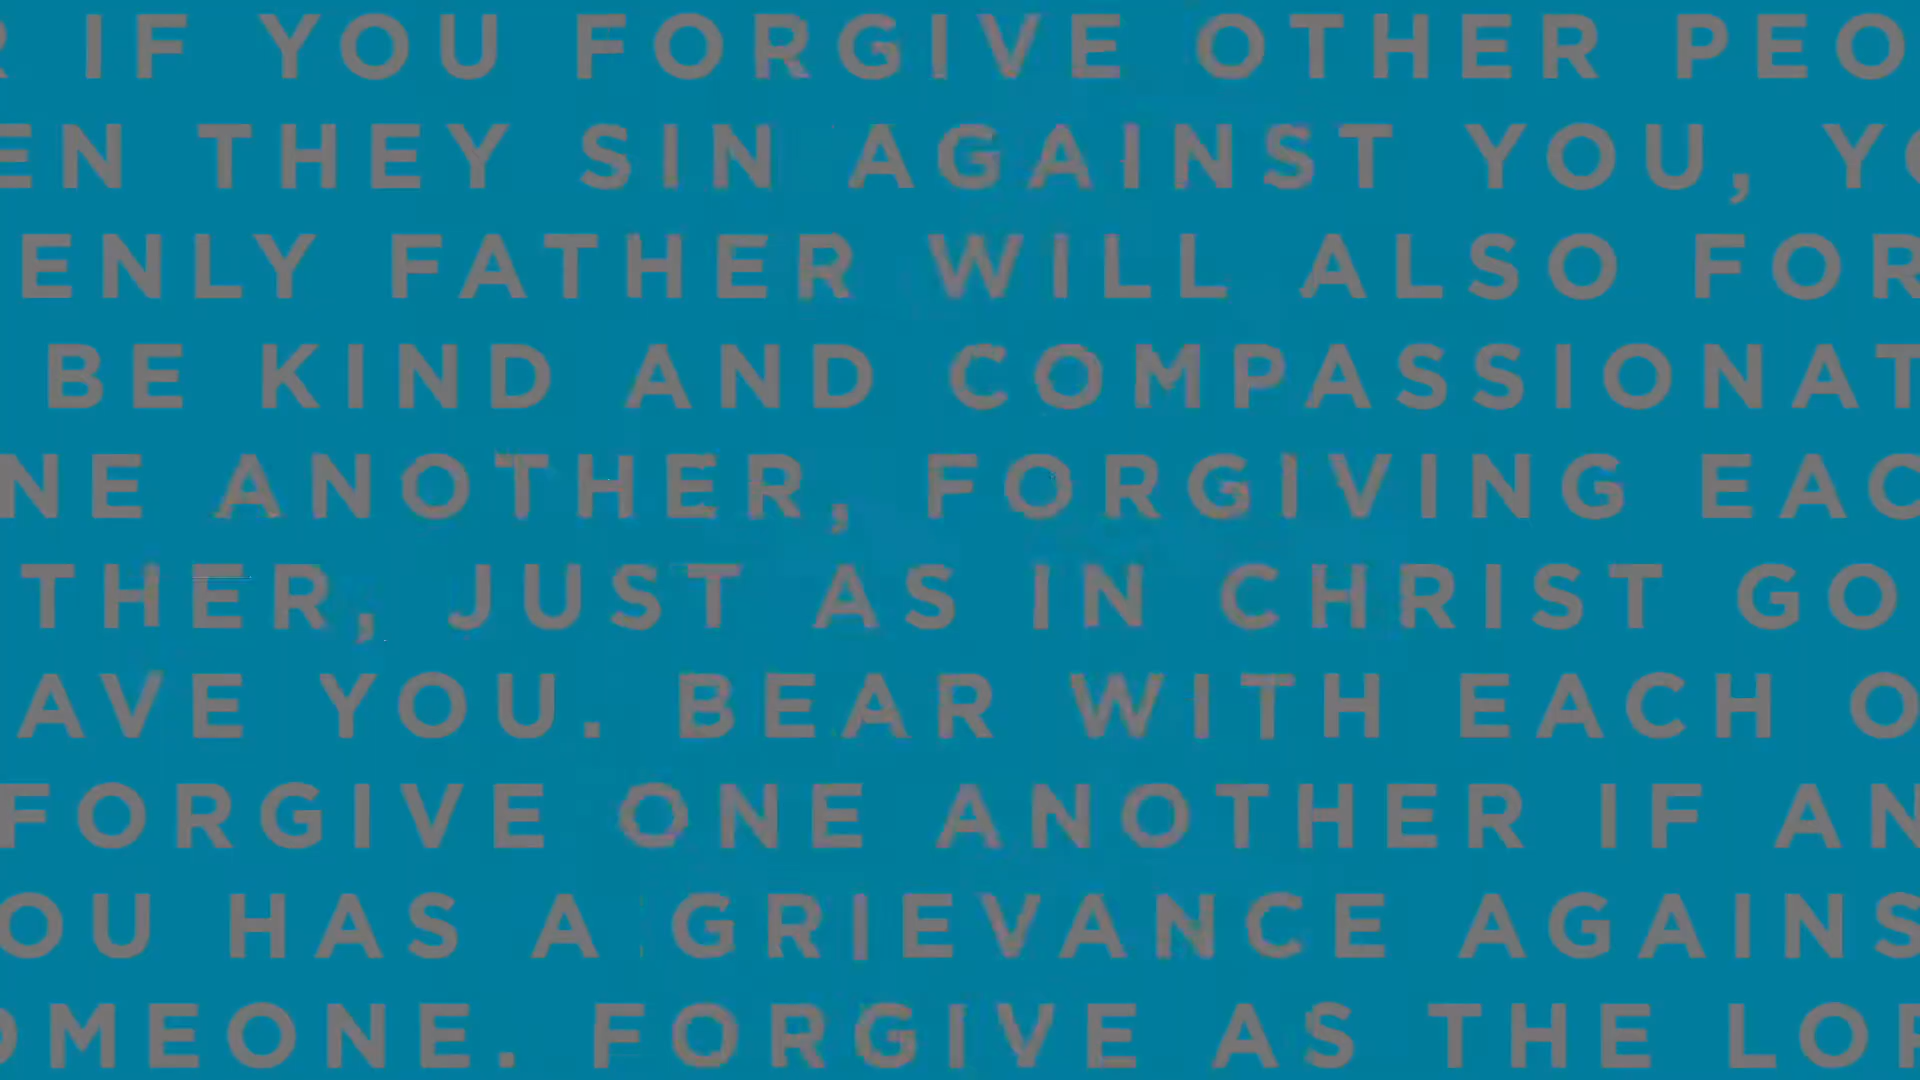 R IF YOU FORGIVE OTHER PEO
EN THEY SIN AGAINST YOU, YO
ENLY FATHER WILL ALSO FOR
BE KIND AND COMPASSIONAT
NE ANOTHER, FORGIVING EAC
THER, JUST AS IN CHRIST GO
AVE YOU. BEAR WITH EACH O
FORGIVE ONE ANOTHER IF AN
OU HAS A GRIEVANCE AGAINS
OMEONE. FORGIVE AS THE LOR